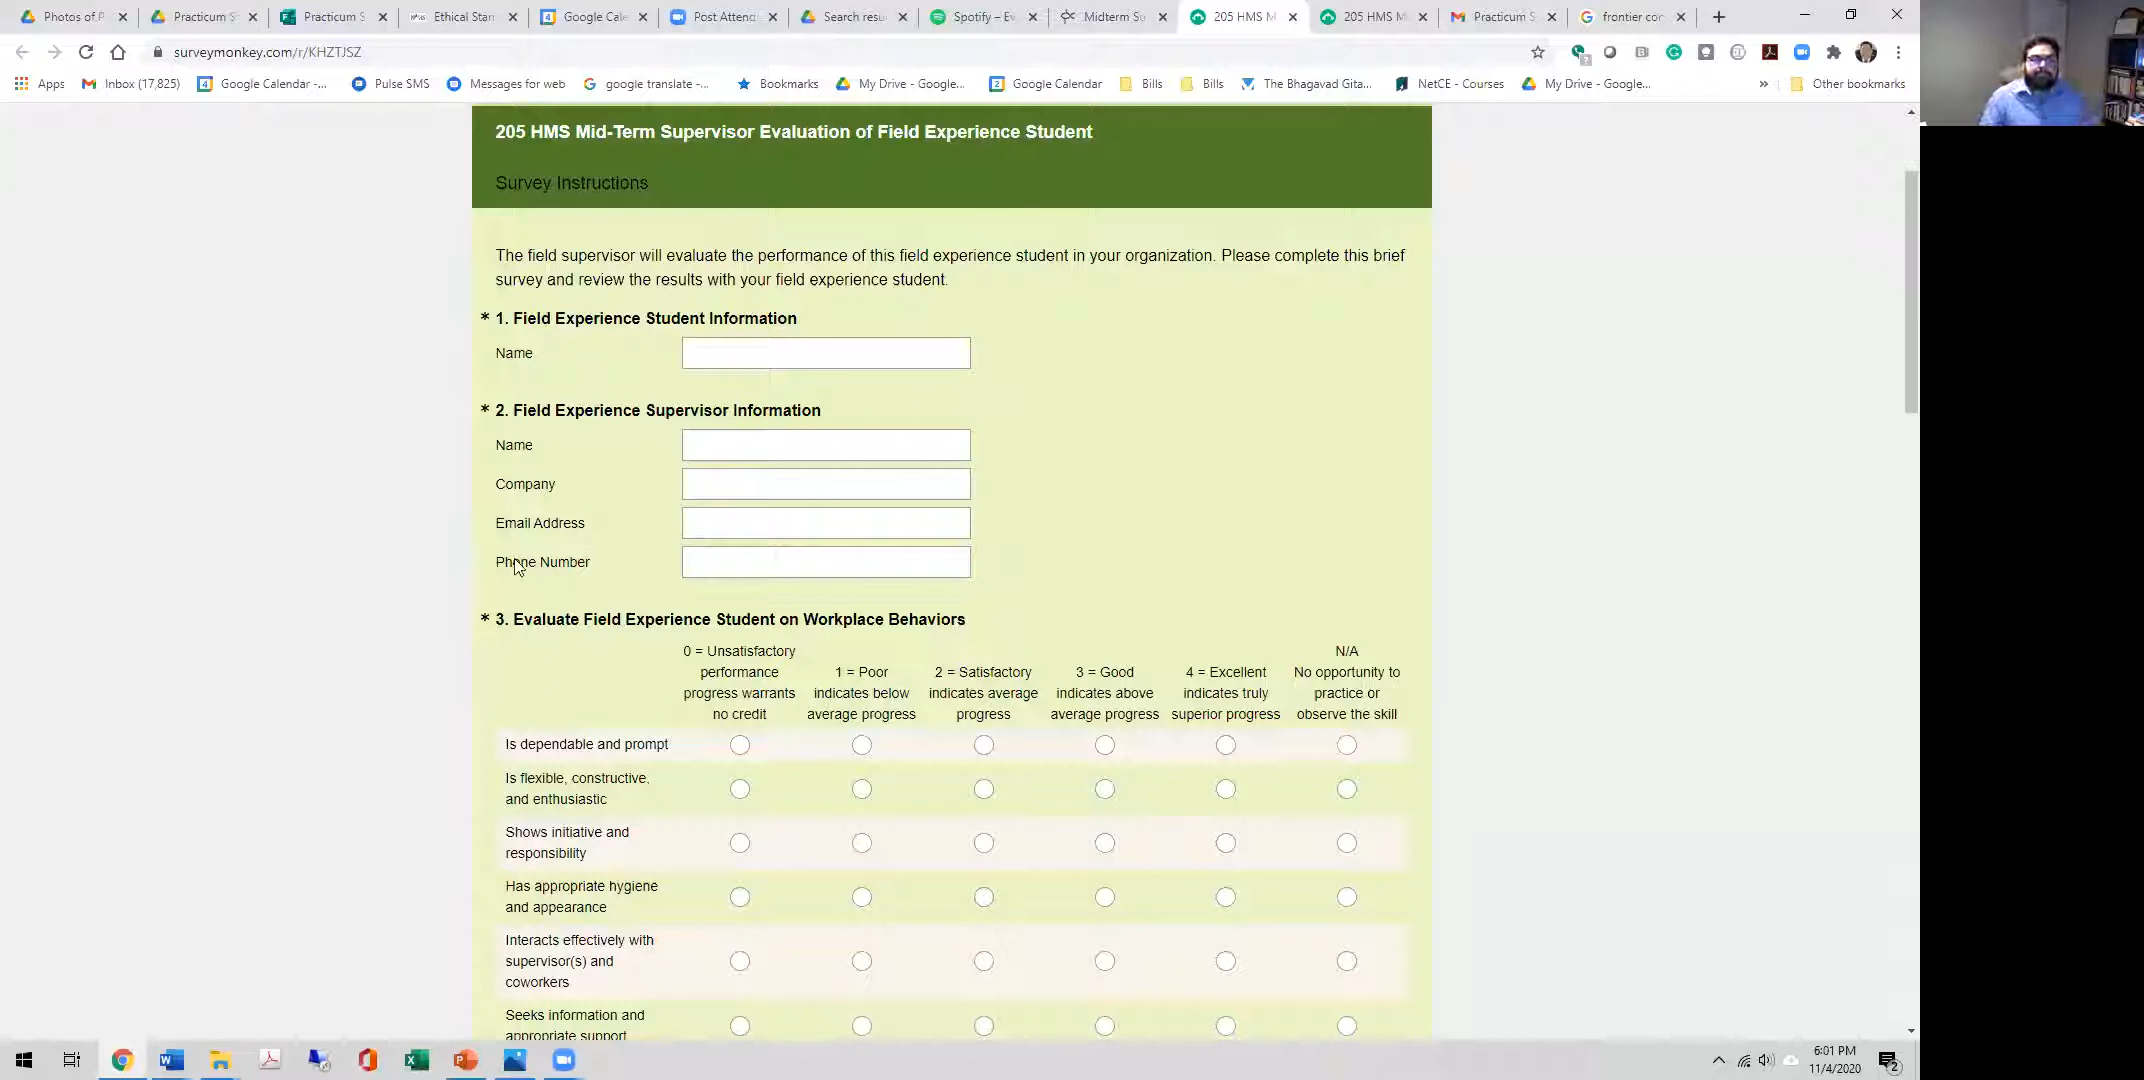 Photos of P
Practicum S
Practicum S
Ethical Stan
Google Cale
Post Attend
Search resu
Spotify – Ev
Midterm Su
205 HMS M
205 HMS M
Practicum S
frontier cor
surveymonkey.com/r/KHZTJSZ
Apps
Inbox (17,825)
Google Calendar -...
Pulse SMS
Messages for web
google translate -...
Bookmarks
My Drive - Google...
Google Calendar
Bills
Bills
The Bhagavad Gita...
NetCE - Courses
My Drive - Google...
»
Other bookmarks
205 HMS Mid-Term Supervisor Evaluation of Field Experience Student
Survey Instructions
The field supervisor will evaluate the performance of this field experience student in your organization. Please complete this brief
survey and review the results with your field experience student.
* 1. Field Experience Student Information
Name
* 2. Field Experience Supervisor Information
Name
Company
Email Address
Phone Number
* 3. Evaluate Field Experience Student on Workplace Behaviors
0 = Unsatisfactory
performance
progress warrants
no credit
1 = Poor
indicates below
average progress
2 = Satisfactory
indicates average
progress
3 = Good
indicates above
average progress
4 = Excellent
indicates truly
superior progress
N/A
No opportunity to
practice or
observe the skill
Is dependable and prompt
Is flexible, constructive,
and enthusiastic
Shows initiative and
responsibility
Has appropriate hygiene
and appearance
Interacts effectively with
supervisor(s) and
coworkers
Seeks information and
appropriate support
6:01 PM
11/4/2020